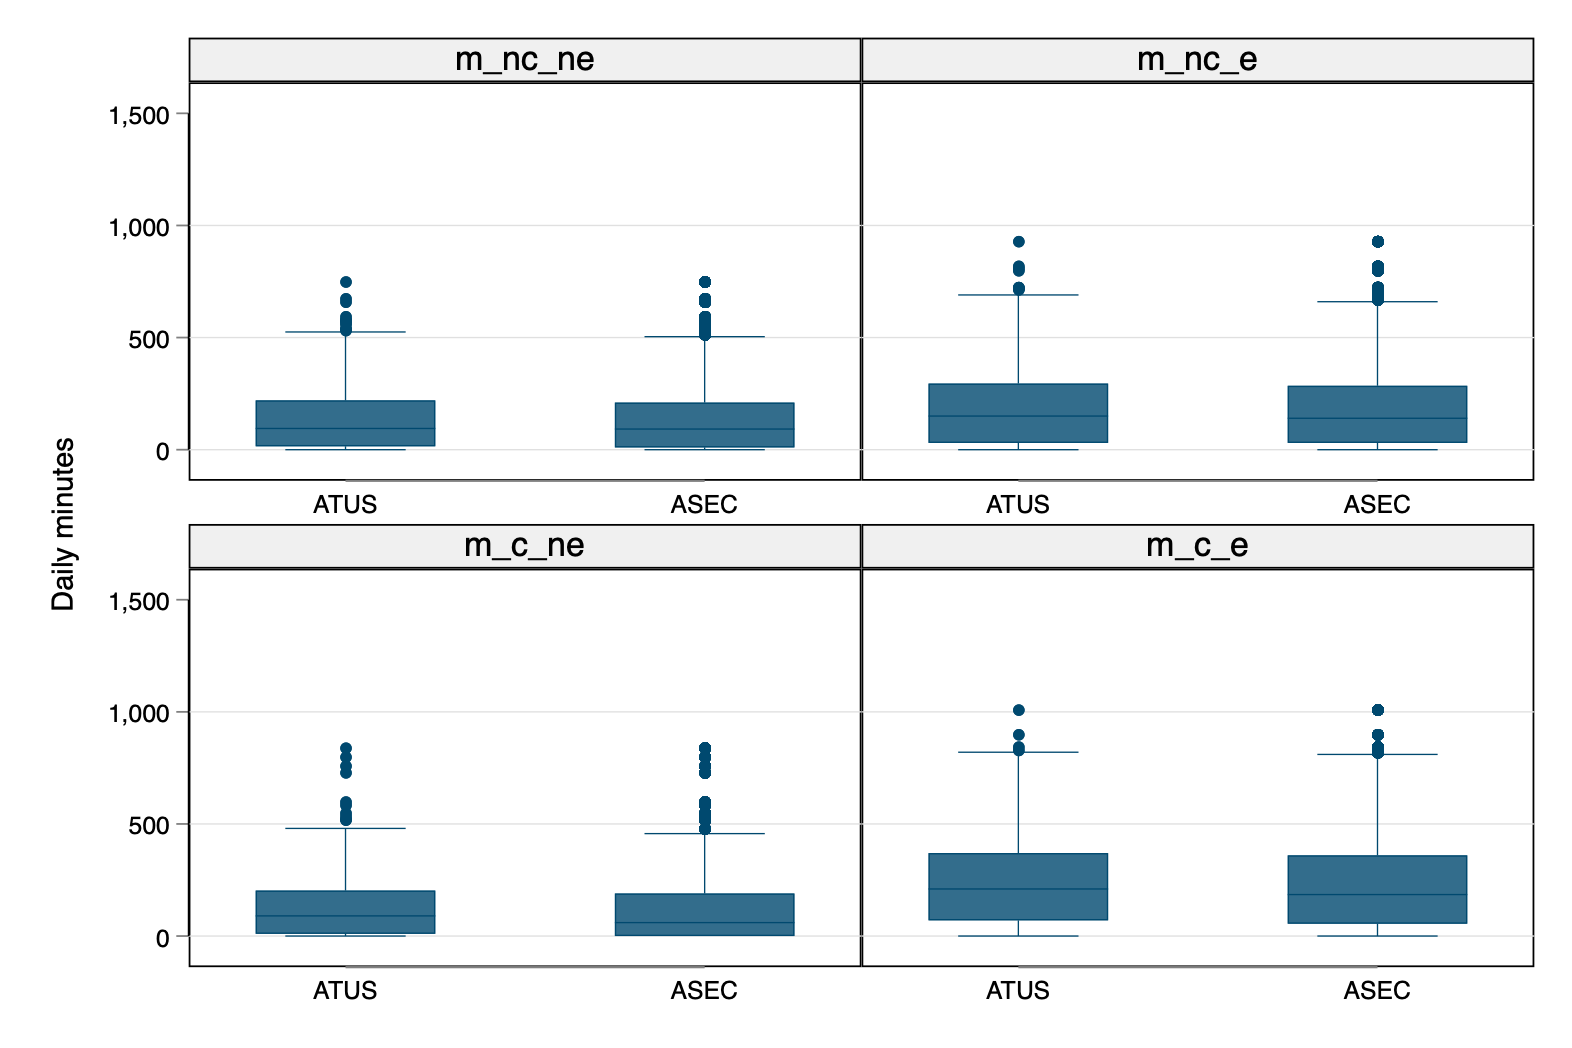 m_nc_ne
m_nc_e
1,500
1,000
500
0
ATUS
ASEC
ATUS
ASEC
Daily minutes
m_c_ne
m_c_e
1,500
1,000
500
0
ATUS
ASEC
ATUS
ASEC